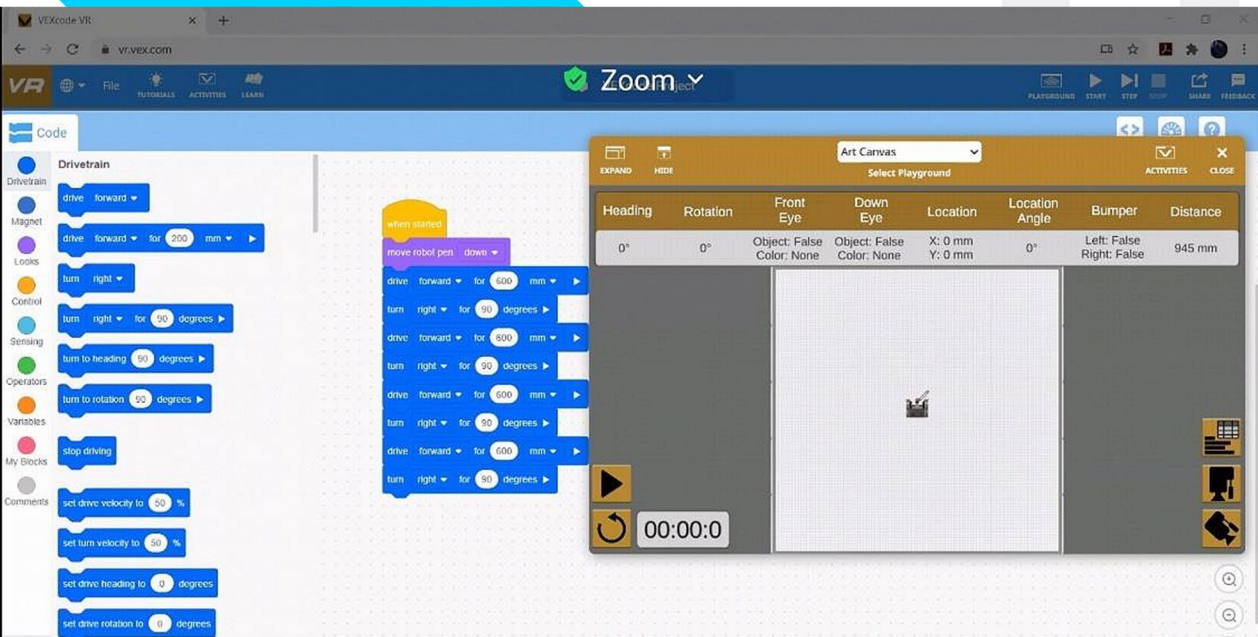 VEXcode VR
vr.vex.com
VR
File
TUTORIALS
ACTIVITIES
LEARN
Zoom
PLAYGROUND
START
STEP
STOP
SHARE
FEEDBACK
Code
Drivetrain
Magnet
Looks
Control
Sensing
Operators
Variables
My Blocks
Comments
Drivetrain
drive forward
drive forward for 200 mm
turn right
turn right for 90 degrees
turn to heading 90 degrees
turn to rotation 90 degrees
stop driving
set drive velocity to 50 %
set turn velocity to 50 %
set drive heading to 0 degrees
set drive rotation to 0 degrees
when started
move robot pen down
drive forward for 600 mm
turn right for 90 degrees
drive forward for 600 mm
turn right for 90 degrees
drive forward for 600 mm
turn right for 90 degrees
drive forward for 600 mm
turn right for 90 degrees
EXPAND
HIDE
Art Canvas
Select Playground
ACTIVITIES
CLOSE
Heading Rotation Front Eye Down Eye Location Location Angle Bumper Distance
0° 0° Object: False Object: False X: 0 mm 0° Left: False 945 mm
Color: None Color: None Y: 0 mm Right: False
00:00:0